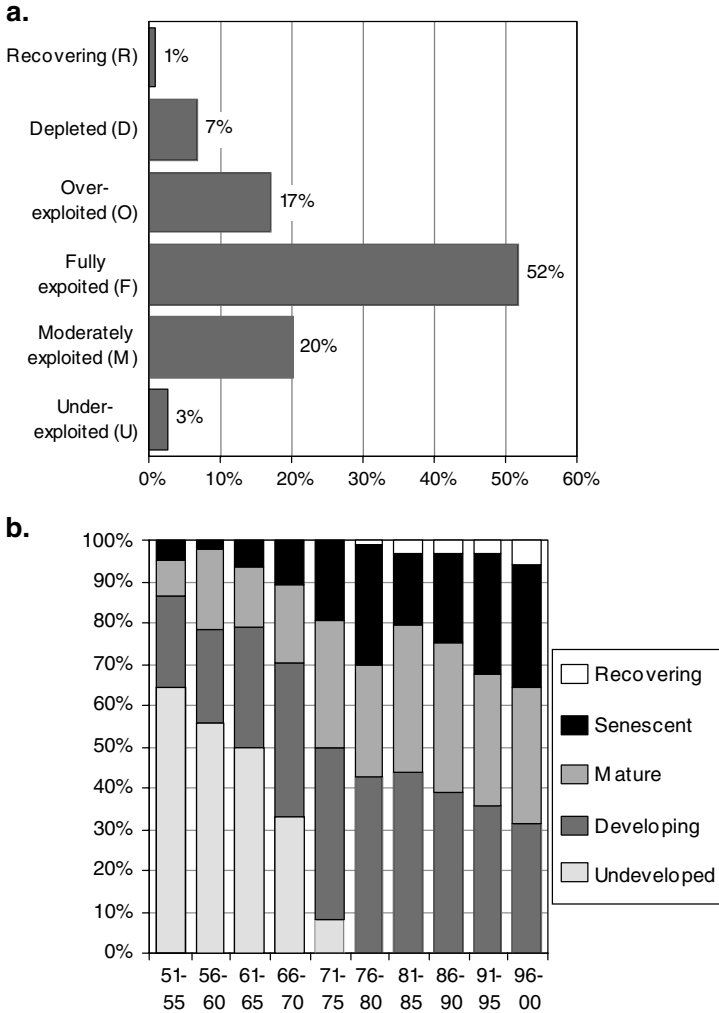 a.
Recovering (R)
1%
Depleted (D)
7%
Over-
exploited (O)
17%
Fully
expoited (F)
52%
Moderately
exploited (M)
20%
Under-
exploited (U)
3%
0% 10% 20% 30% 40% 50% 60%
b.
100%
90%
80%
70%
60%
50%
40%
30%
20%
10%
0%
51- 56- 61- 66- 71- 76- 81- 86- 91- 96-
55 60 65 70 75 80 85 90 95 00
Recovering
Senescent
Mature
Developing
Undeveloped